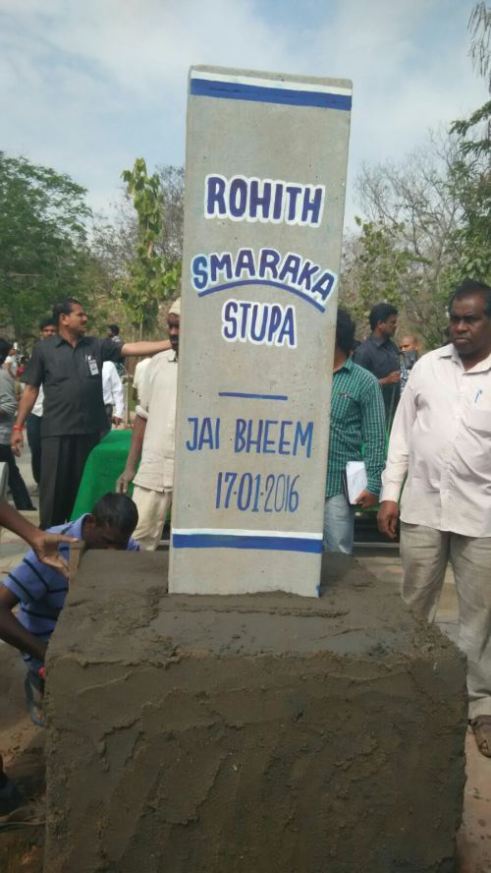 ROHITH
SMARAKA
STUPA
JAI BHEEM
17-01-2016